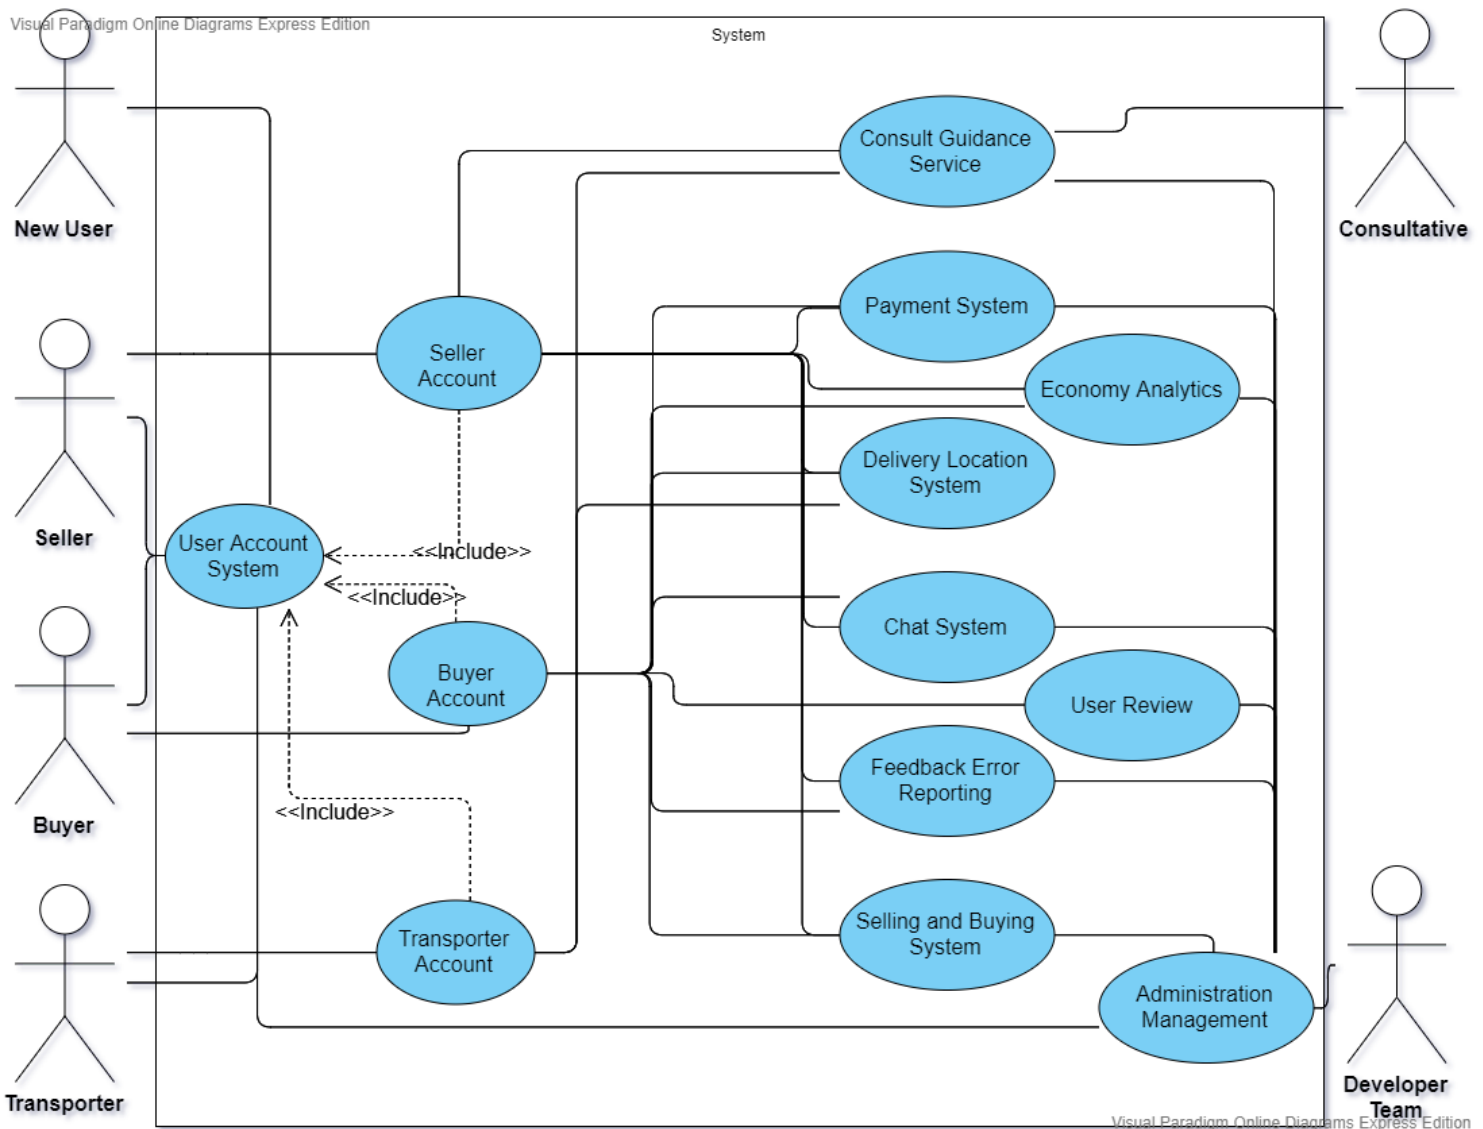 Visual Paradigm Online Diagrams Express Edition
System
Consult Guidance
Service
New User
Consultative
Payment System
Seller
Account
Economy Analytics
Delivery Location
System
Seller
User Account
System
<<Include>>
<<Include>>
Chat System
Buyer
Account
User Review
Feedback Error
Reporting
<<Include>>
Buyer
Transporter
Account
Selling and Buying
System
Administration
Management
Transporter
Developer
Team
Visual Paradigm Online Diagrams Express Edition